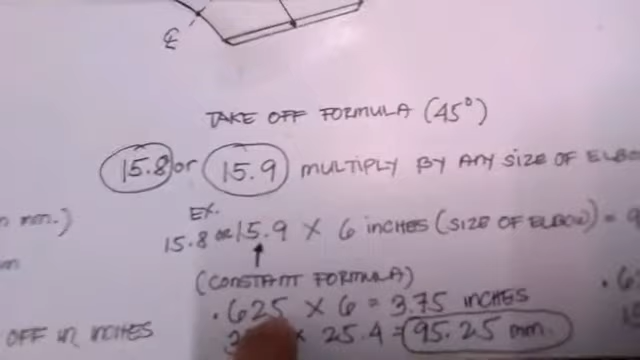 TAKE OFF FORMULA (45°)
15.8 or 15.9 MULTIPLY BY ANY SIZE OF ELBO
EX.
15.8 OR 15.9 X 6 INCHES (SIZE OF ELBOW) = 9
(CONSTANT FORMULA)
.625 X 6 = 3.75 INCHES
X 25.4 = 95.25 mm.
n mm.)
OFF IN INCHES